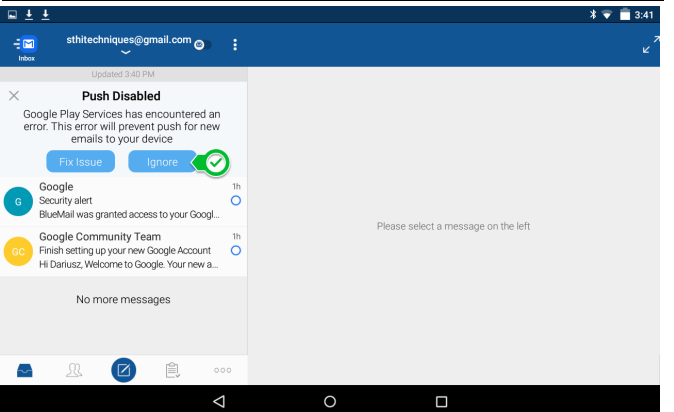 3:41
Inbox
sthitechniques@gmail.com
Updated 3:40 PM
Push Disabled
Google Play Services has encountered an
error. This error will prevent push for new
emails to your device
Fix Issue
Ignore
G
Google
1h
Security alert
BlueMail was granted access to your Googl...
GC
Google Community Team
1h
Finish setting up your new Google Account
Hi Dariusz, Welcome to Google. Your new a...
No more messages
Please select a message on the left